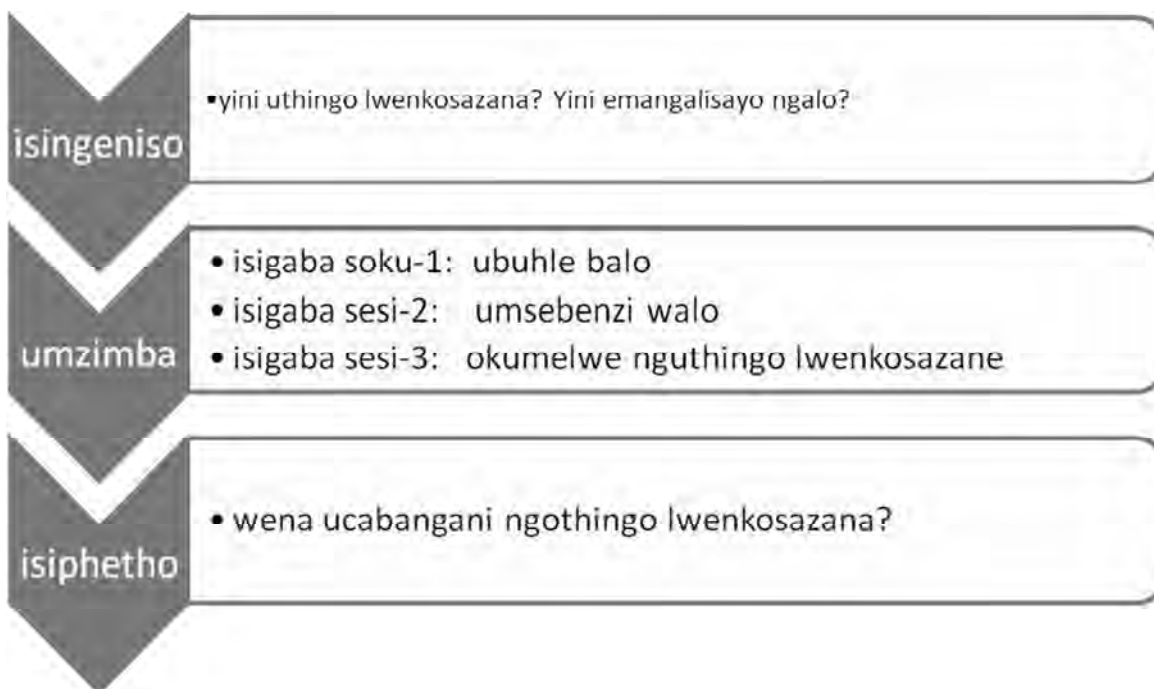 isingeniso
•yini uthingo lwenkosazana? Yini emangalisayo ngalo?
umzimba
• isigaba soku-1: ubuhle balo
• isigaba sesi-2: umsebenzi walo
• isigaba sesi-3: okumelwe nguthingo lwenkosazane
isiphetho
• wena ucabangani ngothingo lwenkosazana?